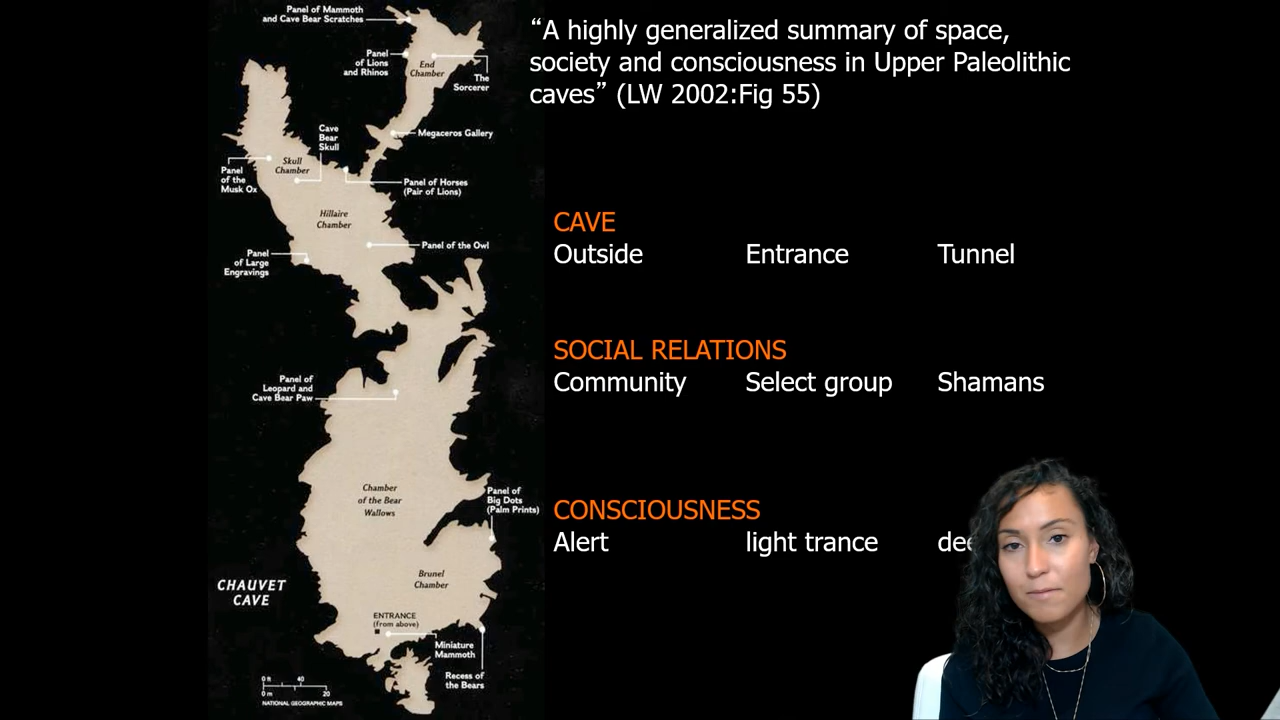 Panel of Mammoth
and Cave Bear Scratches
Panel
of Lions
and Rhinos
End
Chamber
The
Sorcerer
Cave
Bear
Skull
Megaceros Gallery
Skull
Chamber
Panel
of the
Musk Ox
Panel of Horses
(Pair of Lions)
Hillaire
Chamber
Panel of the Owl
Panel
of Large
Engravings
Panel of
Leopard and
Cave Bear Paw
Chamber
of the Bear
Wallows
Panel of
Big Dots
(Palm Prints)
Brunel
Chamber
CHAUVET
CAVE
ENTRANCE
(from above)
Miniature
Mammoth
Recess of
the Bears
0 ft 40
0 m 20
NATIONAL GEOGRAPHIC MAPS
“A highly generalized summary of space,
society and consciousness in Upper Paleolithic
caves” (LW 2002:Fig 55)
CAVE
Outside Entrance Tunnel
SOCIAL RELATIONS
Community Select group Shamans
CONSCIOUSNESS
Alert light trance